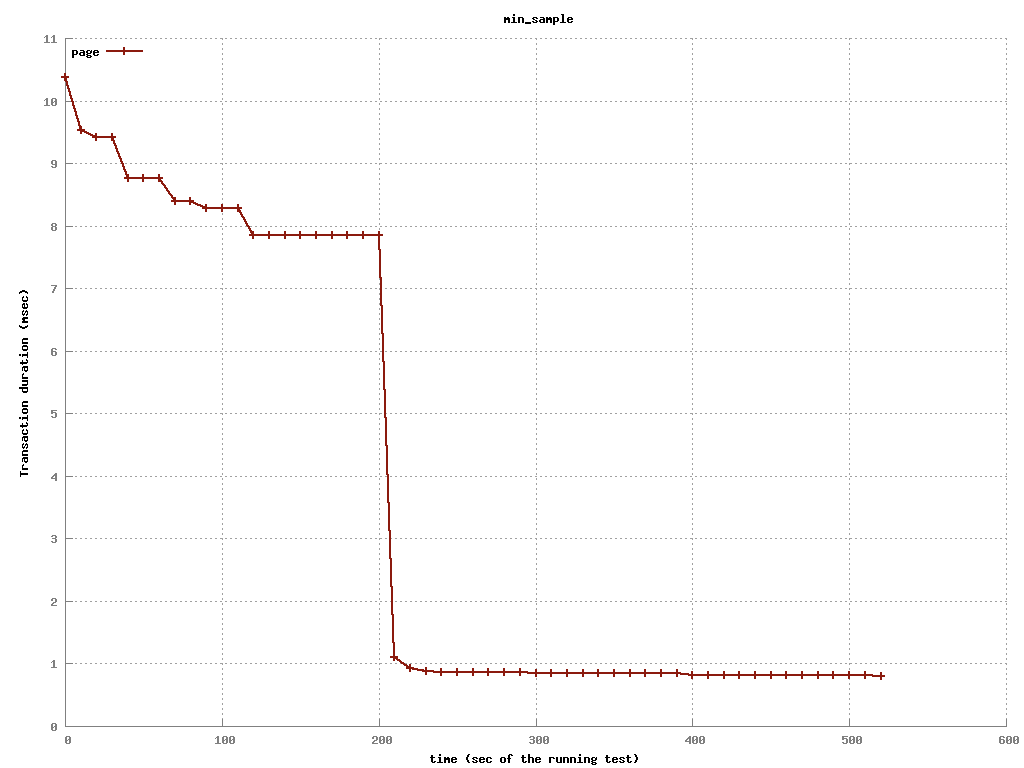 min_sample
page
11
10
9
8
7
6
5
4
3
2
1
0
Transaction duration (msec)
0 100 200 300 400 500 600
time (sec of the running test)